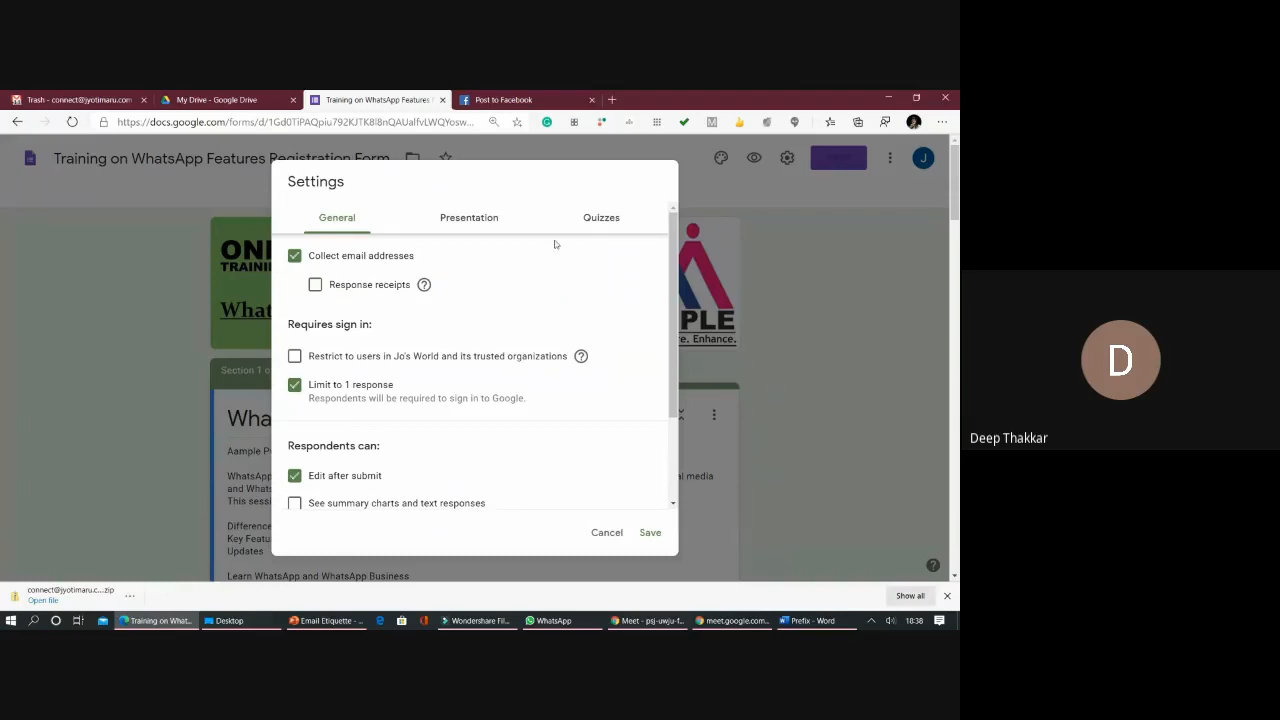 Trash - connect@jyotimaru.com
My Drive - Google Drive
Training on WhatsApp Features
Post to Facebook
https://docs.google.com/forms/d/1Gd0TiPAQpiu792KJTK8l8nQAUaIfvLWQYosw...
Training on WhatsApp Features Registration Form
J
Settings
General
Presentation
Quizzes
Collect email addresses
Response receipts
Requires sign in:
Restrict to users in Jo's World and its trusted organizations
Limit to 1 response
Respondents will be required to sign in to Google.
Respondents can:
Edit after submit
See summary charts and text responses
Cancel
Save
TRAINI
What
PLE
re. Enhance.
Section 1 o
Wha
WhatsApp
al media
and What
This sessi
Difference
Key Featu
Updates
Learn WhatsApp and WhatsApp Business
D
Deep Thakkar
connect@jyotimaru.c....zip
Open file
Show all
Training on What...
Desktop
Email Etiquette - ...
Wondershare Fil...
WhatsApp
Meet - psj-uwju-f...
meet.google.com...
Prefix - Word
18:38